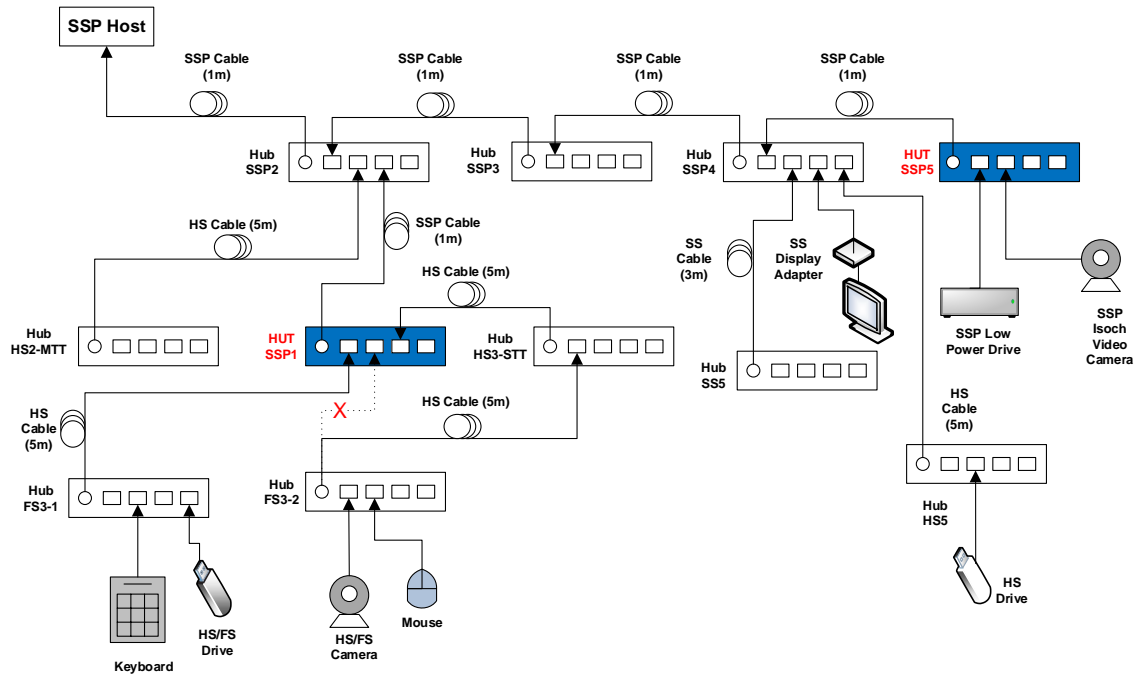 SSP Host
SSP Cable
(1m)
SSP Cable
(1m)
SSP Cable
(1m)
SSP Cable
(1m)
Hub
SSP2
Hub
SSP3
Hub
SSP4
HUT
SSP5
HS Cable (5m)
SSP Cable
(1m)
HS Cable (5m)
SS
Cable
(3m)
SS
Display
Adapter
SSP Low
Power Drive
SSP
Isoch
Video
Camera
Hub
HS2-MTT
HUT
SSP1
Hub
HS3-STT
Hub
SS5
HS
Cable
(5m)
X
HS Cable (5m)
HS
Cable
(5m)
Hub
FS3-1
Hub
FS3-2
Hub
HS5
Keyboard
HS/FS
Drive
HS/FS
Camera
Mouse
HS
Drive